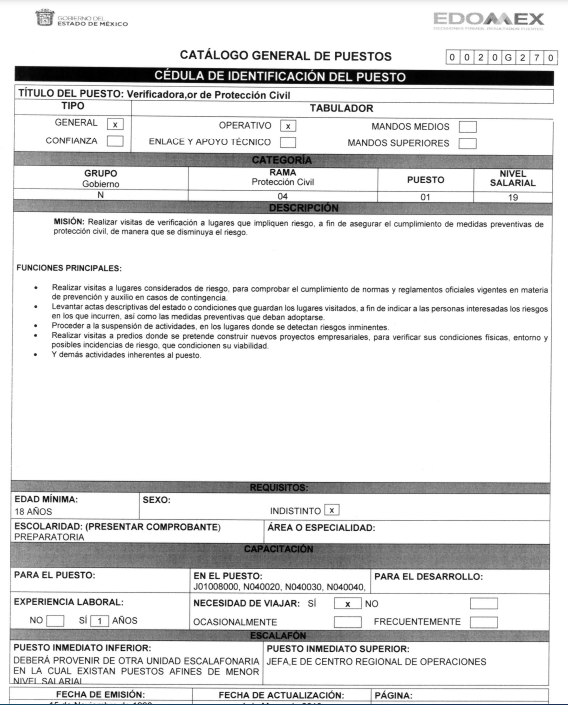 GOBIERNO DEL
ESTADO DE MÉXICO
EDOMEX
CATÁLOGO GENERAL DE PUESTOS
0 0 2 0 G 2 7 0
CÉDULA DE IDENTIFICACIÓN DEL PUESTO
TÍTULO DEL PUESTO: Verificadora,or de Protección Civil
TIPO TABULADOR
GENERAL x OPERATIVO x MANDOS MEDIOS
CONFIANZA ENLACE Y APOYO TÉCNICO MANDOS SUPERIORES
CATEGORÍA
GRUPO RAMA PUESTO NIVEL
Gobierno Protección Civil SALARIAL
N 04 01 19
DESCRIPCIÓN
MISIÓN: Realizar visitas de verificación a lugares que impliquen riesgo, a fin de asegurar el cumplimiento de medidas preventivas de
protección civil, de manera que se disminuya el riesgo.
FUNCIONES PRINCIPALES:
• Realizar visitas a lugares considerados de riesgo, para comprobar el cumplimiento de normas y reglamentos oficiales vigentes en materia
de prevención y auxilio en casos de contingencia.
• Levantar actas descriptivas del estado o condiciones que guardan los lugares visitados, a fin de indicar a las personas interesadas los riesgos
en los que incurren, así como las medidas preventivas que deban adoptarse.
• Proceder a la suspensión de actividades, en los lugares donde se detectan riesgos inminentes.
• Realizar visitas a predios donde se pretende construir nuevos proyectos empresariales, para verificar sus condiciones físicas, entorno y
posibles incidencias de riesgo, que condicionen su viabilidad.
• Y demás actividades inherentes al puesto.
REQUISITOS:
EDAD MÍNIMA: SEXO:
18 AÑOS INDISTINTO x
ESCOLARIDAD: (PRESENTAR COMPROBANTE) ÁREA O ESPECIALIDAD:
PREPARATORIA
CAPACITACIÓN
PARA EL PUESTO: EN EL PUESTO: PARA EL DESARROLLO:
J01008000, N040020, N040030, N040040,
EXPERIENCIA LABORAL: NECESIDAD DE VIAJAR: SÍ x NO
NO SÍ 1 AÑOS OCASIONALMENTE FRECUENTEMENTE
ESCALAFÓN
PUESTO INMEDIATO INFERIOR: PUESTO INMEDIATO SUPERIOR:
DEBERÁ PROVENIR DE OTRA UNIDAD ESCALAFONARIA JEFA,E DE CENTRO REGIONAL DE OPERACIONES
EN LA CUAL EXISTAN PUESTOS AFINES DE MENOR
NIVEL SALARIAL
FECHA DE EMISIÓN: FECHA DE ACTUALIZACIÓN: PÁGINA: